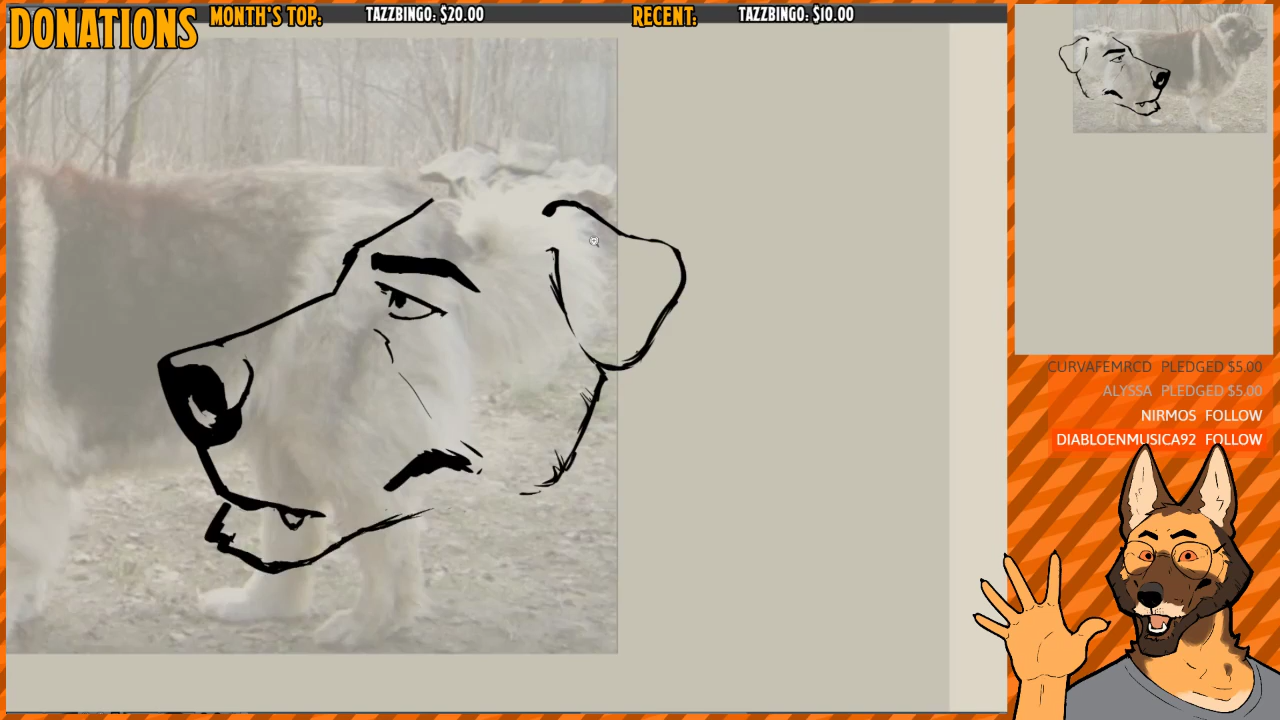 DONATIONS
MONTH'S TOP: TAZZBINGO: $20.00
RECENT: TAZZBINGO: $10.00
CURVAFEMRCD PLEDGED $5.00
ALYSSA PLEDGED $5.00
NIRMOS FOLLOW
DIABLOENMUSICA92 FOLLOW